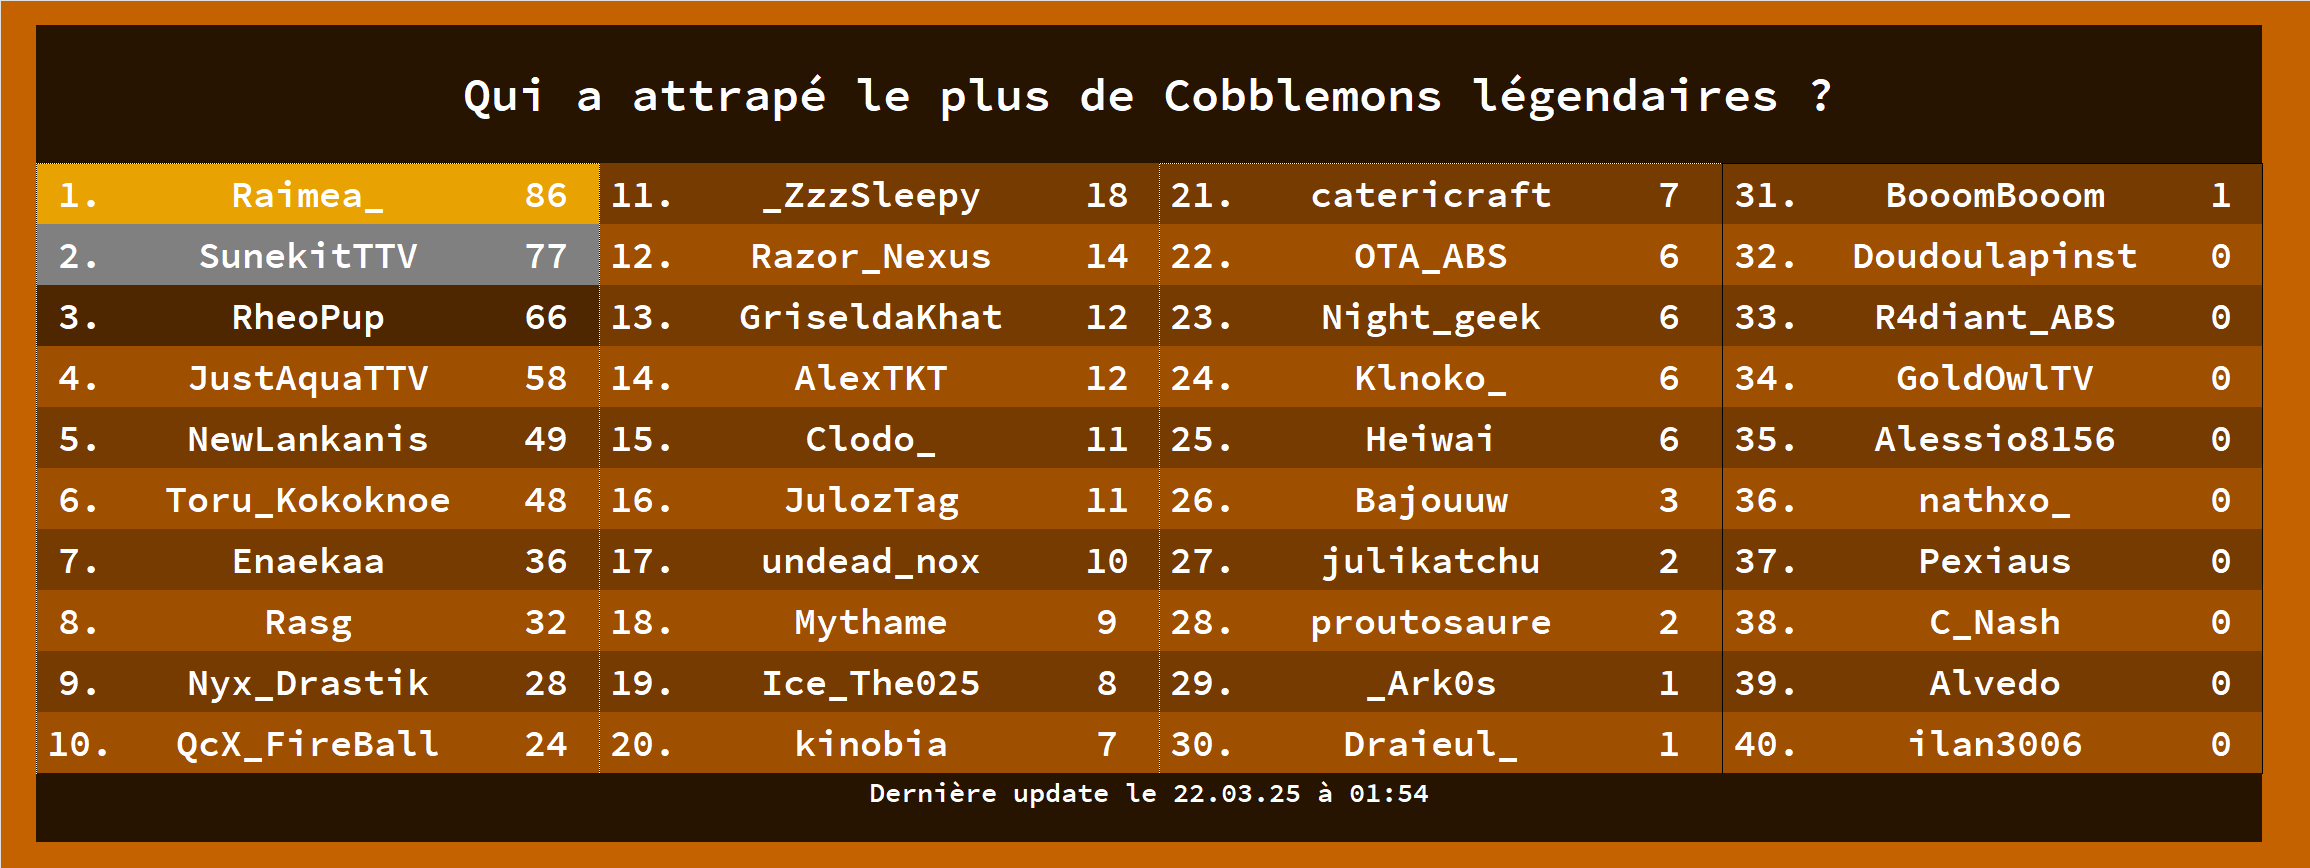 Qui a attrapé le plus de Cobblemons légendaires ?
1. Raimea_ 86
2. SunekitTTV 77
3. RheoPup 66
4. JustAquaTTV 58
5. NewLankanis 49
6. Toru_Kokoknoe 48
7. Enaekaa 36
8. Rasg 32
9. Nyx_Drastik 28
10. QcX_FireBall 24
11. _ZzzSleepy 18
12. Razor_Nexus 14
13. GriseldaKhat 12
14. AlexTKT 12
15. Clodo_ 11
16. JulozTag 11
17. undead_nox 10
18. Mythame 9
19. Ice_The025 8
20. kinobia 7
21. catericraft 7
22. OTA_ABS 6
23. Night_geek 6
24. Klnoko_ 6
25. Heiwai 6
26. Bajouuw 3
27. julikatchu 2
28. proutosaure 2
29. _Ark0s 1
30. Draieul_ 1
31. BooomBooom 1
32. Doudoulapinst 0
33. R4diant_ABS 0
34. GoldOwlTV 0
35. Alessio8156 0
36. nathxo_ 0
37. Pexiaus 0
38. C_Nash 0
39. Alvedo 0
40. ilan3006 0
Dernière update le 22.03.25 à 01:54